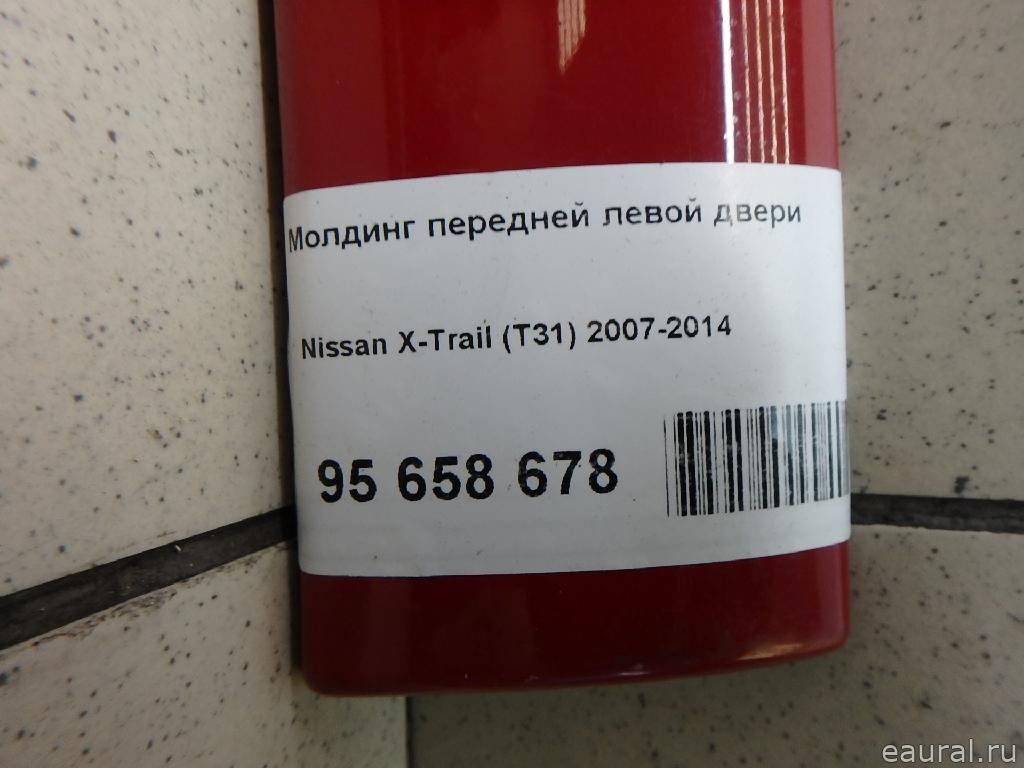 Молдинг передней левой двери
Nissan X-Trail (T31) 2007-2014
95 658 678
eaural.ru